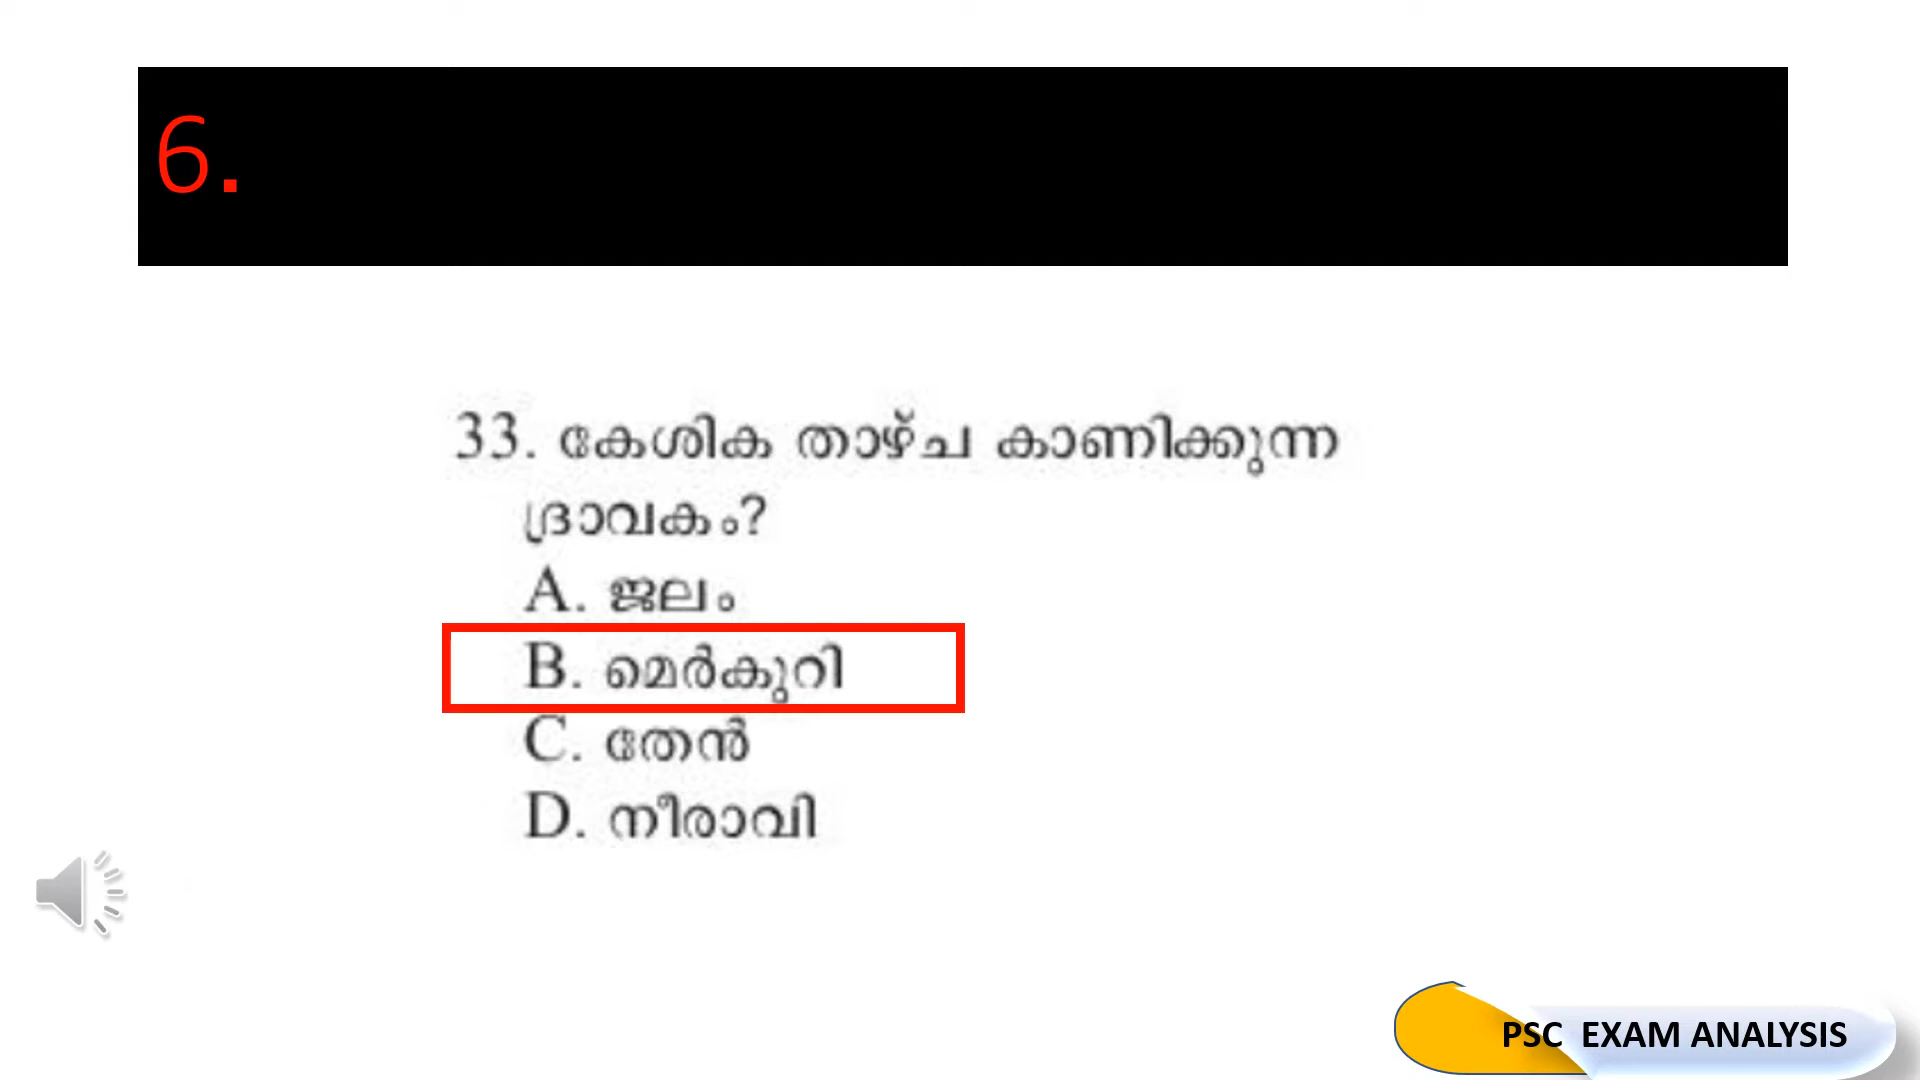 6.
33. കേശിക താഴ്ച കാണിക്കുന്ന
ദ്രാവകം?
A. ജലം
B. മെർകുറി
C. തേൻ
D. നീരാവി
PSC EXAM ANALYSIS